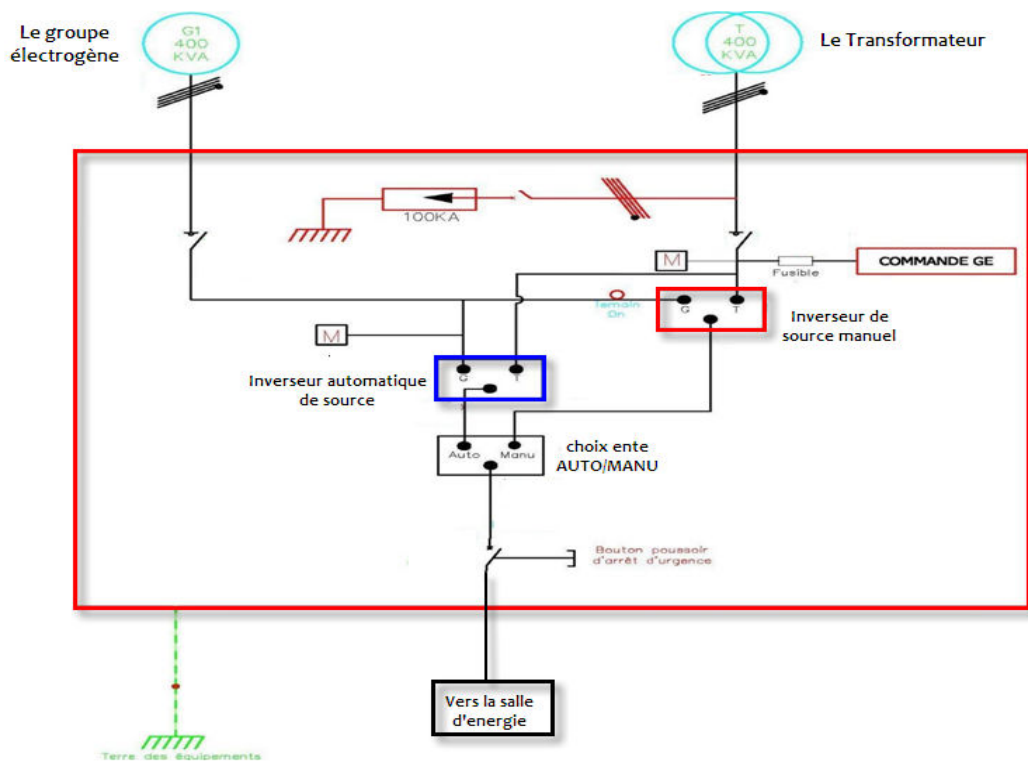 Le groupe
électrogène
G1
400
KVA
T
400
KVA
Le Transformateur
100KA
M
Fusible
COMMANDE GE
Temoin
On
G
T
Inverseur de
source manuel
M
Inverseur automatique
de source
G
T
Auto
Manu
choix ente
AUTO/MANU
Bouton poussoir
d'arrêt d'urgence
Vers la salle
d'energie
Terre des équipements